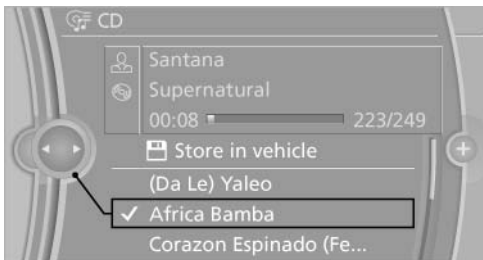 CD
Santana
Supernatural
00:08 223/249
Store in vehicle
(Da Le) Yaleo
Africa Bamba
Corazon Espinado (Fe...